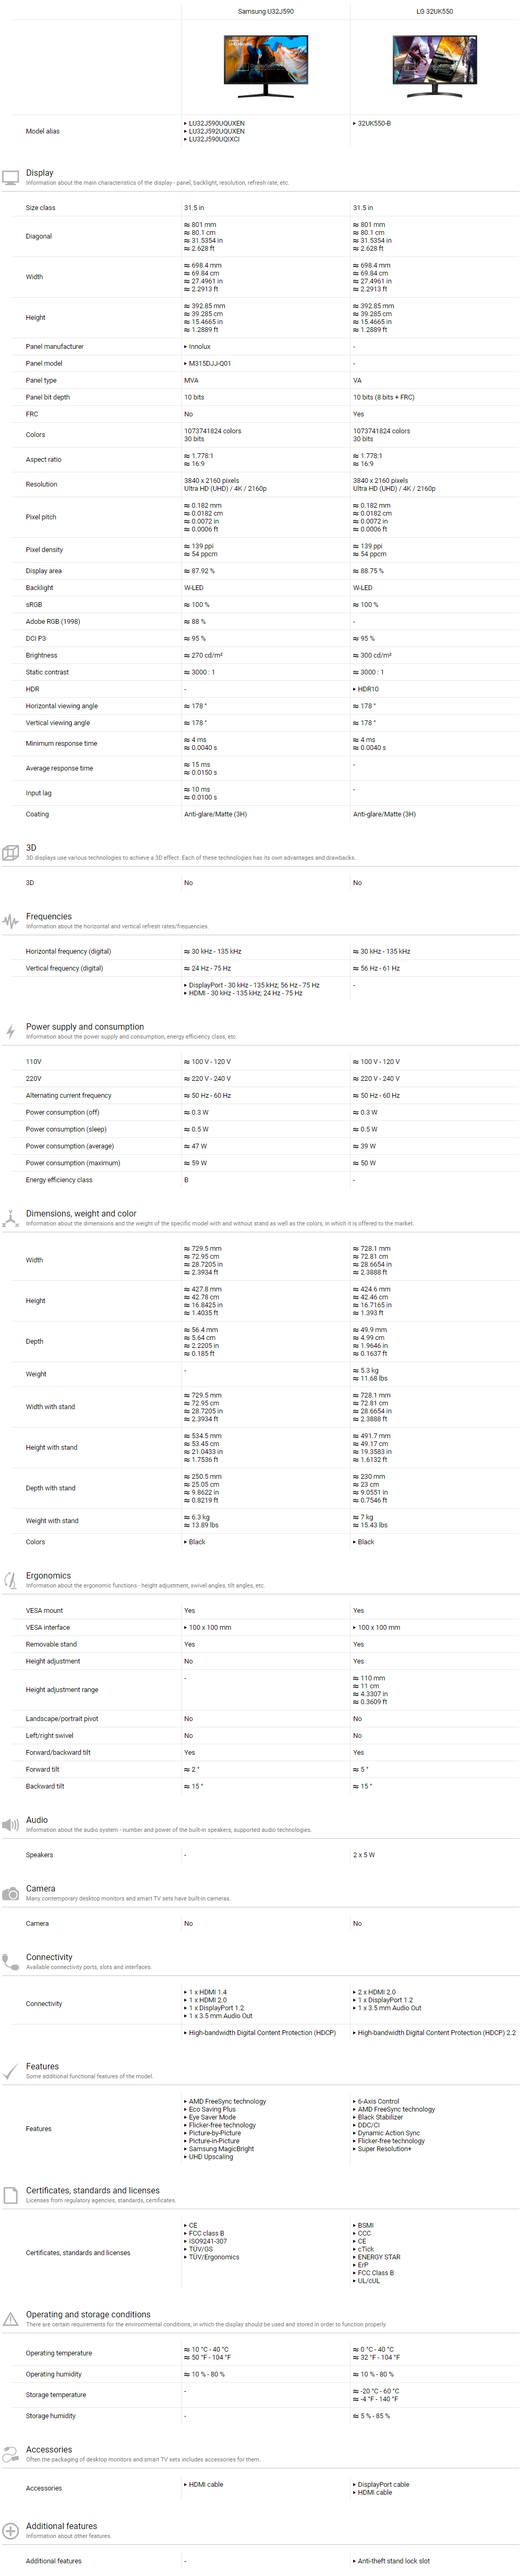 Samsung U32J590 LG 32UK550
Model alias
▸ LU32J590UQUXEN
▸ LU32J592UQUXEN
▸ LU32J590UQIXCI
▸ 32UK550-B
Display
Information about the main characteristics of the display - panel, backlight, resolution, refresh rate, etc.
Size class 31.5 in 31.5 in
Diagonal
≈ 801 mm ≈ 801 mm
≈ 80.1 cm ≈ 80.1 cm
≈ 31.5354 in ≈ 31.5354 in
≈ 2.628 ft ≈ 2.628 ft
Width
≈ 698.4 mm ≈ 698.4 mm
≈ 69.84 cm ≈ 69.84 cm
≈ 27.4961 in ≈ 27.4961 in
≈ 2.2913 ft ≈ 2.2913 ft
Height
≈ 392.85 mm ≈ 392.85 mm
≈ 39.285 cm ≈ 39.285 cm
≈ 15.4665 in ≈ 15.4665 in
≈ 1.2889 ft ≈ 1.2889 ft
Panel manufacturer ▸ Innolux -
Panel model ▸ M315DJJ-Q01 -
Panel type MVA VA
Panel bit depth 10 bits 10 bits (8 bits + FRC)
FRC No Yes
Colors
1073741824 colors 1073741824 colors
30 bits 30 bits
Aspect ratio
≈ 1.778:1 ≈ 1.778:1
≈ 16:9 ≈ 16:9
Resolution
3840 x 2160 pixels 3840 x 2160 pixels
Ultra HD (UHD) / 4K / 2160p Ultra HD (UHD) / 4K / 2160p
Pixel pitch
≈ 0.182 mm ≈ 0.182 mm
≈ 0.0182 cm ≈ 0.0182 cm
≈ 0.0072 in ≈ 0.0072 in
≈ 0.0006 ft ≈ 0.0006 ft
Pixel density
≈ 139 ppi ≈ 139 ppi
≈ 54 ppcm ≈ 54 ppcm
Display area ≈ 87.92 % ≈ 88.75 %
Backlight W-LED W-LED
sRGB ≈ 100 % ≈ 100 %
Adobe RGB (1998) ≈ 88 % -
DCI P3 ≈ 95 % ≈ 95 %
Brightness ≈ 270 cd/m² ≈ 300 cd/m²
Static contrast ≈ 3000 : 1 ≈ 3000 : 1
HDR - ▸ HDR10
Horizontal viewing angle ≈ 178 ° ≈ 178 °
Vertical viewing angle ≈ 178 ° ≈ 178 °
Minimum response time
≈ 4 ms ≈ 4 ms
≈ 0.0040 s ≈ 0.0040 s
Average response time
≈ 15 ms -
≈ 0.0150 s
Input lag
≈ 10 ms -
≈ 0.0100 s
Coating Anti-glare/Matte (3H) Anti-glare/Matte (3H)
3D
3D displays use various technologies to achieve a 3D effect. Each of these technologies has its own advantages and drawbacks.
3D No No
Frequencies
Information about the horizontal and vertical refresh rates/frequencies.
Horizontal frequency (digital) ≈ 30 kHz - 135 kHz ≈ 30 kHz - 135 kHz
Vertical frequency (digital) ≈ 24 Hz - 75 Hz ≈ 56 Hz - 61 Hz
▸ DisplayPort - 30 kHz - 135 kHz; 56 Hz - 75 Hz -
▸ HDMI - 30 kHz - 135 kHz; 24 Hz - 75 Hz
Power supply and consumption
Information about the power supply and consumption, energy efficiency class, etc.
110V ≈ 100 V - 120 V ≈ 100 V - 120 V
220V ≈ 220 V - 240 V ≈ 220 V - 240 V
Alternating current frequency ≈ 50 Hz - 60 Hz ≈ 50 Hz - 60 Hz
Power consumption (off) ≈ 0.3 W ≈ 0.3 W
Power consumption (sleep) ≈ 0.5 W ≈ 0.5 W
Power consumption (average) ≈ 47 W ≈ 39 W
Power consumption (maximum) ≈ 59 W ≈ 50 W
Energy efficiency class B -
Dimensions, weight and color
Information about the dimensions and the weight of the specific model with and without stand as well as the colors, in which it is offered to the market.
Width
≈ 729.5 mm ≈ 728.1 mm
≈ 72.95 cm ≈ 72.81 cm
≈ 28.7205 in ≈ 28.6654 in
≈ 2.3934 ft ≈ 2.3888 ft
Height
≈ 427.8 mm ≈ 424.6 mm
≈ 42.78 cm ≈ 42.46 cm
≈ 16.8425 in ≈ 16.7165 in
≈ 1.4035 ft ≈ 1.393 ft
Depth
≈ 56.4 mm ≈ 49.9 mm
≈ 5.64 cm ≈ 4.99 cm
≈ 2.2205 in ≈ 1.9646 in
≈ 0.185 ft ≈ 0.1637 ft
Weight
- ≈ 5.3 kg
≈ 11.68 lbs
Width with stand
≈ 729.5 mm ≈ 728.1 mm
≈ 72.95 cm ≈ 72.81 cm
≈ 28.7205 in ≈ 28.6654 in
≈ 2.3934 ft ≈ 2.3888 ft
Height with stand
≈ 534.5 mm ≈ 491.7 mm
≈ 53.45 cm ≈ 49.17 cm
≈ 21.0433 in ≈ 19.3583 in
≈ 1.7536 ft ≈ 1.6132 ft
Depth with stand
≈ 250.5 mm ≈ 230 mm
≈ 25.05 cm ≈ 23 cm
≈ 9.8622 in ≈ 9.0551 in
≈ 0.8219 ft ≈ 0.7546 ft
Weight with stand
≈ 6.3 kg ≈ 7 kg
≈ 13.89 lbs ≈ 15.43 lbs
Colors ▸ Black ▸ Black
Ergonomics
Information about the ergonomic functions - height adjustment, swivel angles, tilt angles, etc.
VESA mount Yes Yes
VESA interface ▸ 100 x 100 mm ▸ 100 x 100 mm
Removable stand Yes Yes
Height adjustment No Yes
Height adjustment range
- ≈ 110 mm
≈ 11 cm
≈ 4.3307 in
≈ 0.3609 ft
Landscape/portrait pivot No No
Left/right swivel No No
Forward/backward tilt Yes Yes
Forward tilt ≈ 2 ° ≈ 5 °
Backward tilt ≈ 15 ° ≈ 15 °
Audio
Information about the audio system - number and power of the built-in speakers, supported audio technologies.
Speakers - 2 x 5 W
Camera
Many contemporary desktop monitors and smart TV sets have built-in cameras.
Camera No No
Connectivity
Available connectivity ports, slots and interfaces.
Connectivity
▸ 1 x HDMI 1.4 ▸ 2 x HDMI 2.0
▸ 1 x HDMI 2.0 ▸ 1 x DisplayPort 1.2
▸ 1 x DisplayPort 1.2 ▸ 1 x 3.5 mm Audio Out
▸ 1 x 3.5 mm Audio Out
▸ High-bandwidth Digital Content Protection (HDCP) ▸ High-bandwidth Digital Content Protection (HDCP) 2.2
Features
Some additional functional features of the model.
Features
▸ AMD FreeSync technology ▸ 6-Axis Control
▸ Eco Saving Plus ▸ AMD FreeSync technology
▸ Eye Saver Mode ▸ Black Stabilizer
▸ Flicker-free technology ▸ DDC/CI
▸ Picture-by-Picture ▸ Dynamic Action Sync
▸ Picture-in-Picture ▸ Flicker-free technology
▸ Samsung MagicBright ▸ Super Resolution+
▸ UHD Upscaling
Certificates, standards and licenses
Licenses from regulatory agencies, standards, certificates.
Certificates, standards and licenses
▸ CE ▸ BSMI
▸ FCC class B ▸ CCC
▸ ISO9241-307 ▸ CE
▸ TÜV/GS ▸ cTick
▸ TÜV/Ergonomics ▸ ENERGY STAR
▸ ErP
▸ FCC Class B
▸ UL/cUL
Operating and storage conditions
There are certain requirements for the environmental conditions, in which the display should be used and stored in order to function properly.
Operating temperature
≈ 10 °C - 40 °C ≈ 0 °C - 40 °C
≈ 50 °F - 104 °F ≈ 32 °F - 104 °F
Operating humidity ≈ 10 % - 80 % ≈ 10 % - 80 %
Storage temperature
- ≈ -20 °C - 60 °C
≈ -4 °F - 140 °F
Storage humidity - ≈ 5 % - 85 %
Accessories
Often the packaging of desktop monitors and smart TV sets includes accessories for them.
Accessories
▸ HDMI cable ▸ DisplayPort cable
▸ HDMI cable
Additional features
Information about other features.
Additional features - ▸ Anti-theft stand lock slot